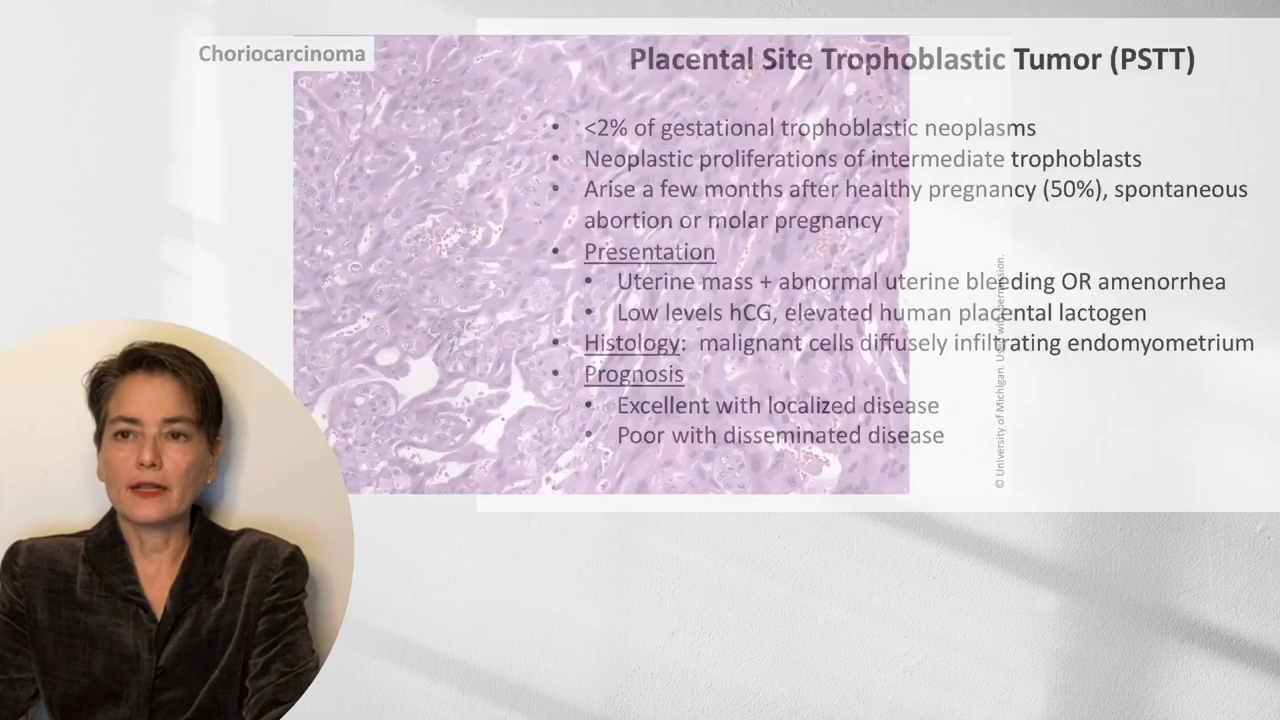 Choriocarcinoma
Placental Site Trophoblastic Tumor (PSTT)
• <2% of gestational trophoblastic neoplasms
• Neoplastic proliferations of intermediate trophoblasts
• Arise a few months after healthy pregnancy (50%), spontaneous
abortion or molar pregnancy
• Presentation
• Uterine mass + abnormal uterine bleeding OR amenorrhea
• Low levels hCG, elevated human placental lactogen
• Histology: malignant cells diffusely infiltrating endomyometrium
• Prognosis
• Excellent with localized disease
• Poor with disseminated disease
© University of Michigan. Used with permission.